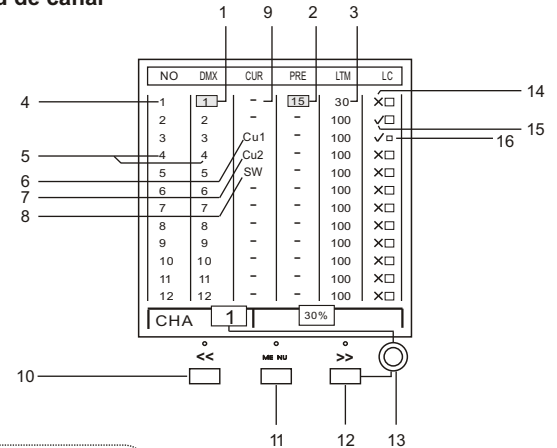 u de canal
1 9 2 3
NO DMX CUR PRE LTM LC
4 1 1 - 15 30 ×□ 14
2 2 - - 100 ✓□ 15
3 3 Cu1 - 100 ✓▫ 16
5 4 4 Cu2 - 100 ×□
6 5 5 SW - 100 ×□
7 6 6 - - 100 ×□
8 7 7 - - 100 ×□
8 8 - - 100 ×□
9 9 - - 100 ×□
10 10 - - 100 ×□
11 11 - - 100 ×□
12 12 - - 100 ×□
CHA 1 30%
<< ME NU >>
10 11 12 13